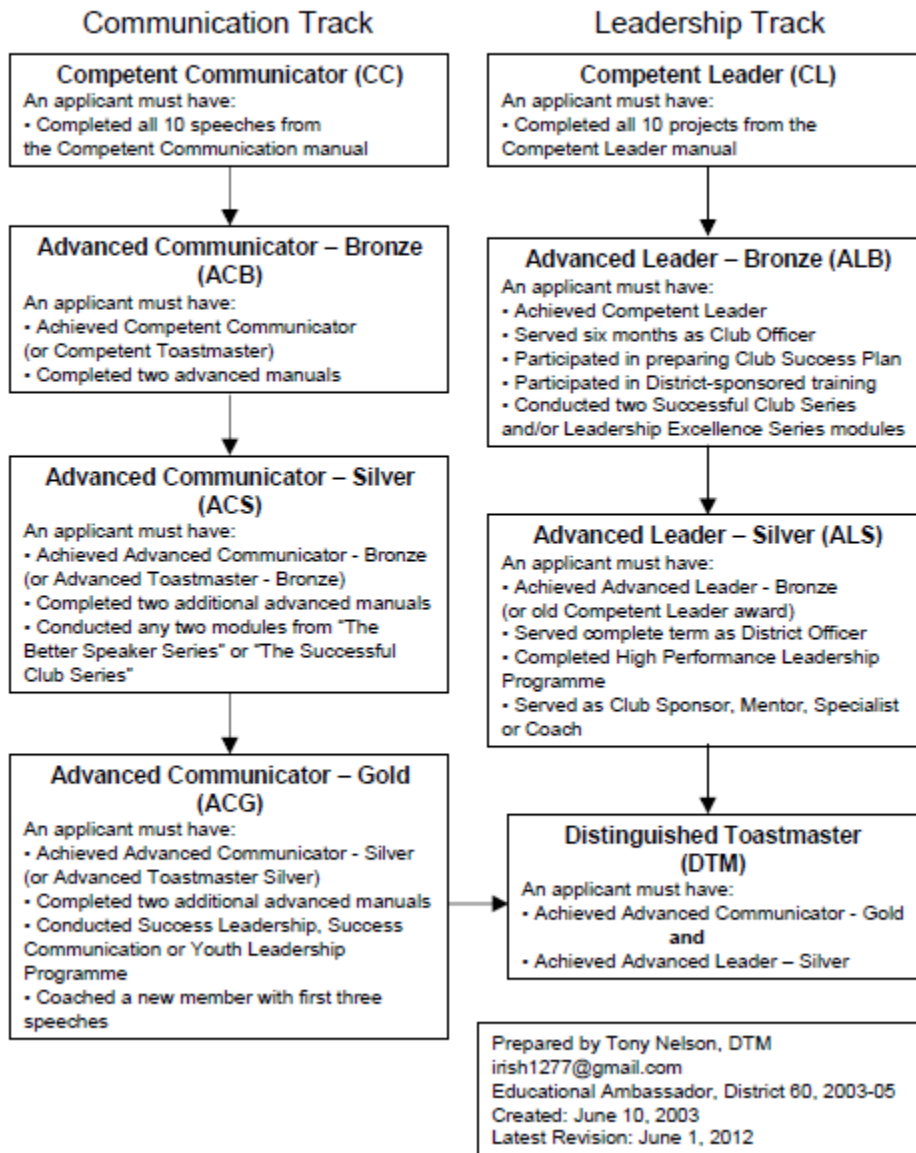 Communication Track
Competent Communicator (CC)
An applicant must have:
• Completed all 10 speeches from
the Competent Communication manual
Advanced Communicator – Bronze
(ACB)
An applicant must have:
• Achieved Competent Communicator
(or Competent Toastmaster)
• Completed two advanced manuals
Advanced Communicator – Silver
(ACS)
An applicant must have:
• Achieved Advanced Communicator - Bronze
(or Advanced Toastmaster - Bronze)
• Completed two additional advanced manuals
• Conducted any two modules from "The
Better Speaker Series" or "The Successful
Club Series"
Advanced Communicator – Gold
(ACG)
An applicant must have:
• Achieved Advanced Communicator - Silver
(or Advanced Toastmaster Silver)
• Completed two additional advanced manuals
• Conducted Success Leadership, Success
Communication or Youth Leadership
Programme
• Coached a new member with first three
speeches
Leadership Track
Competent Leader (CL)
An applicant must have:
• Completed all 10 projects from the
Competent Leader manual
Advanced Leader – Bronze (ALB)
An applicant must have:
• Achieved Competent Leader
• Served six months as Club Officer
• Participated in preparing Club Success Plan
• Participated in District-sponsored training
• Conducted two Successful Club Series
and/or Leadership Excellence Series modules
Advanced Leader – Silver (ALS)
An applicant must have:
• Achieved Advanced Leader - Bronze
(or old Competent Leader award)
• Served complete term as District Officer
• Completed High Performance Leadership
Programme
• Served as Club Sponsor, Mentor, Specialist
or Coach
Distinguished Toastmaster
(DTM)
An applicant must have:
• Achieved Advanced Communicator - Gold
and
• Achieved Advanced Leader – Silver
Prepared by Tony Nelson, DTM
irish1277@gmail.com
Educational Ambassador, District 60, 2003-05
Created: June 10, 2003
Latest Revision: June 1, 2012